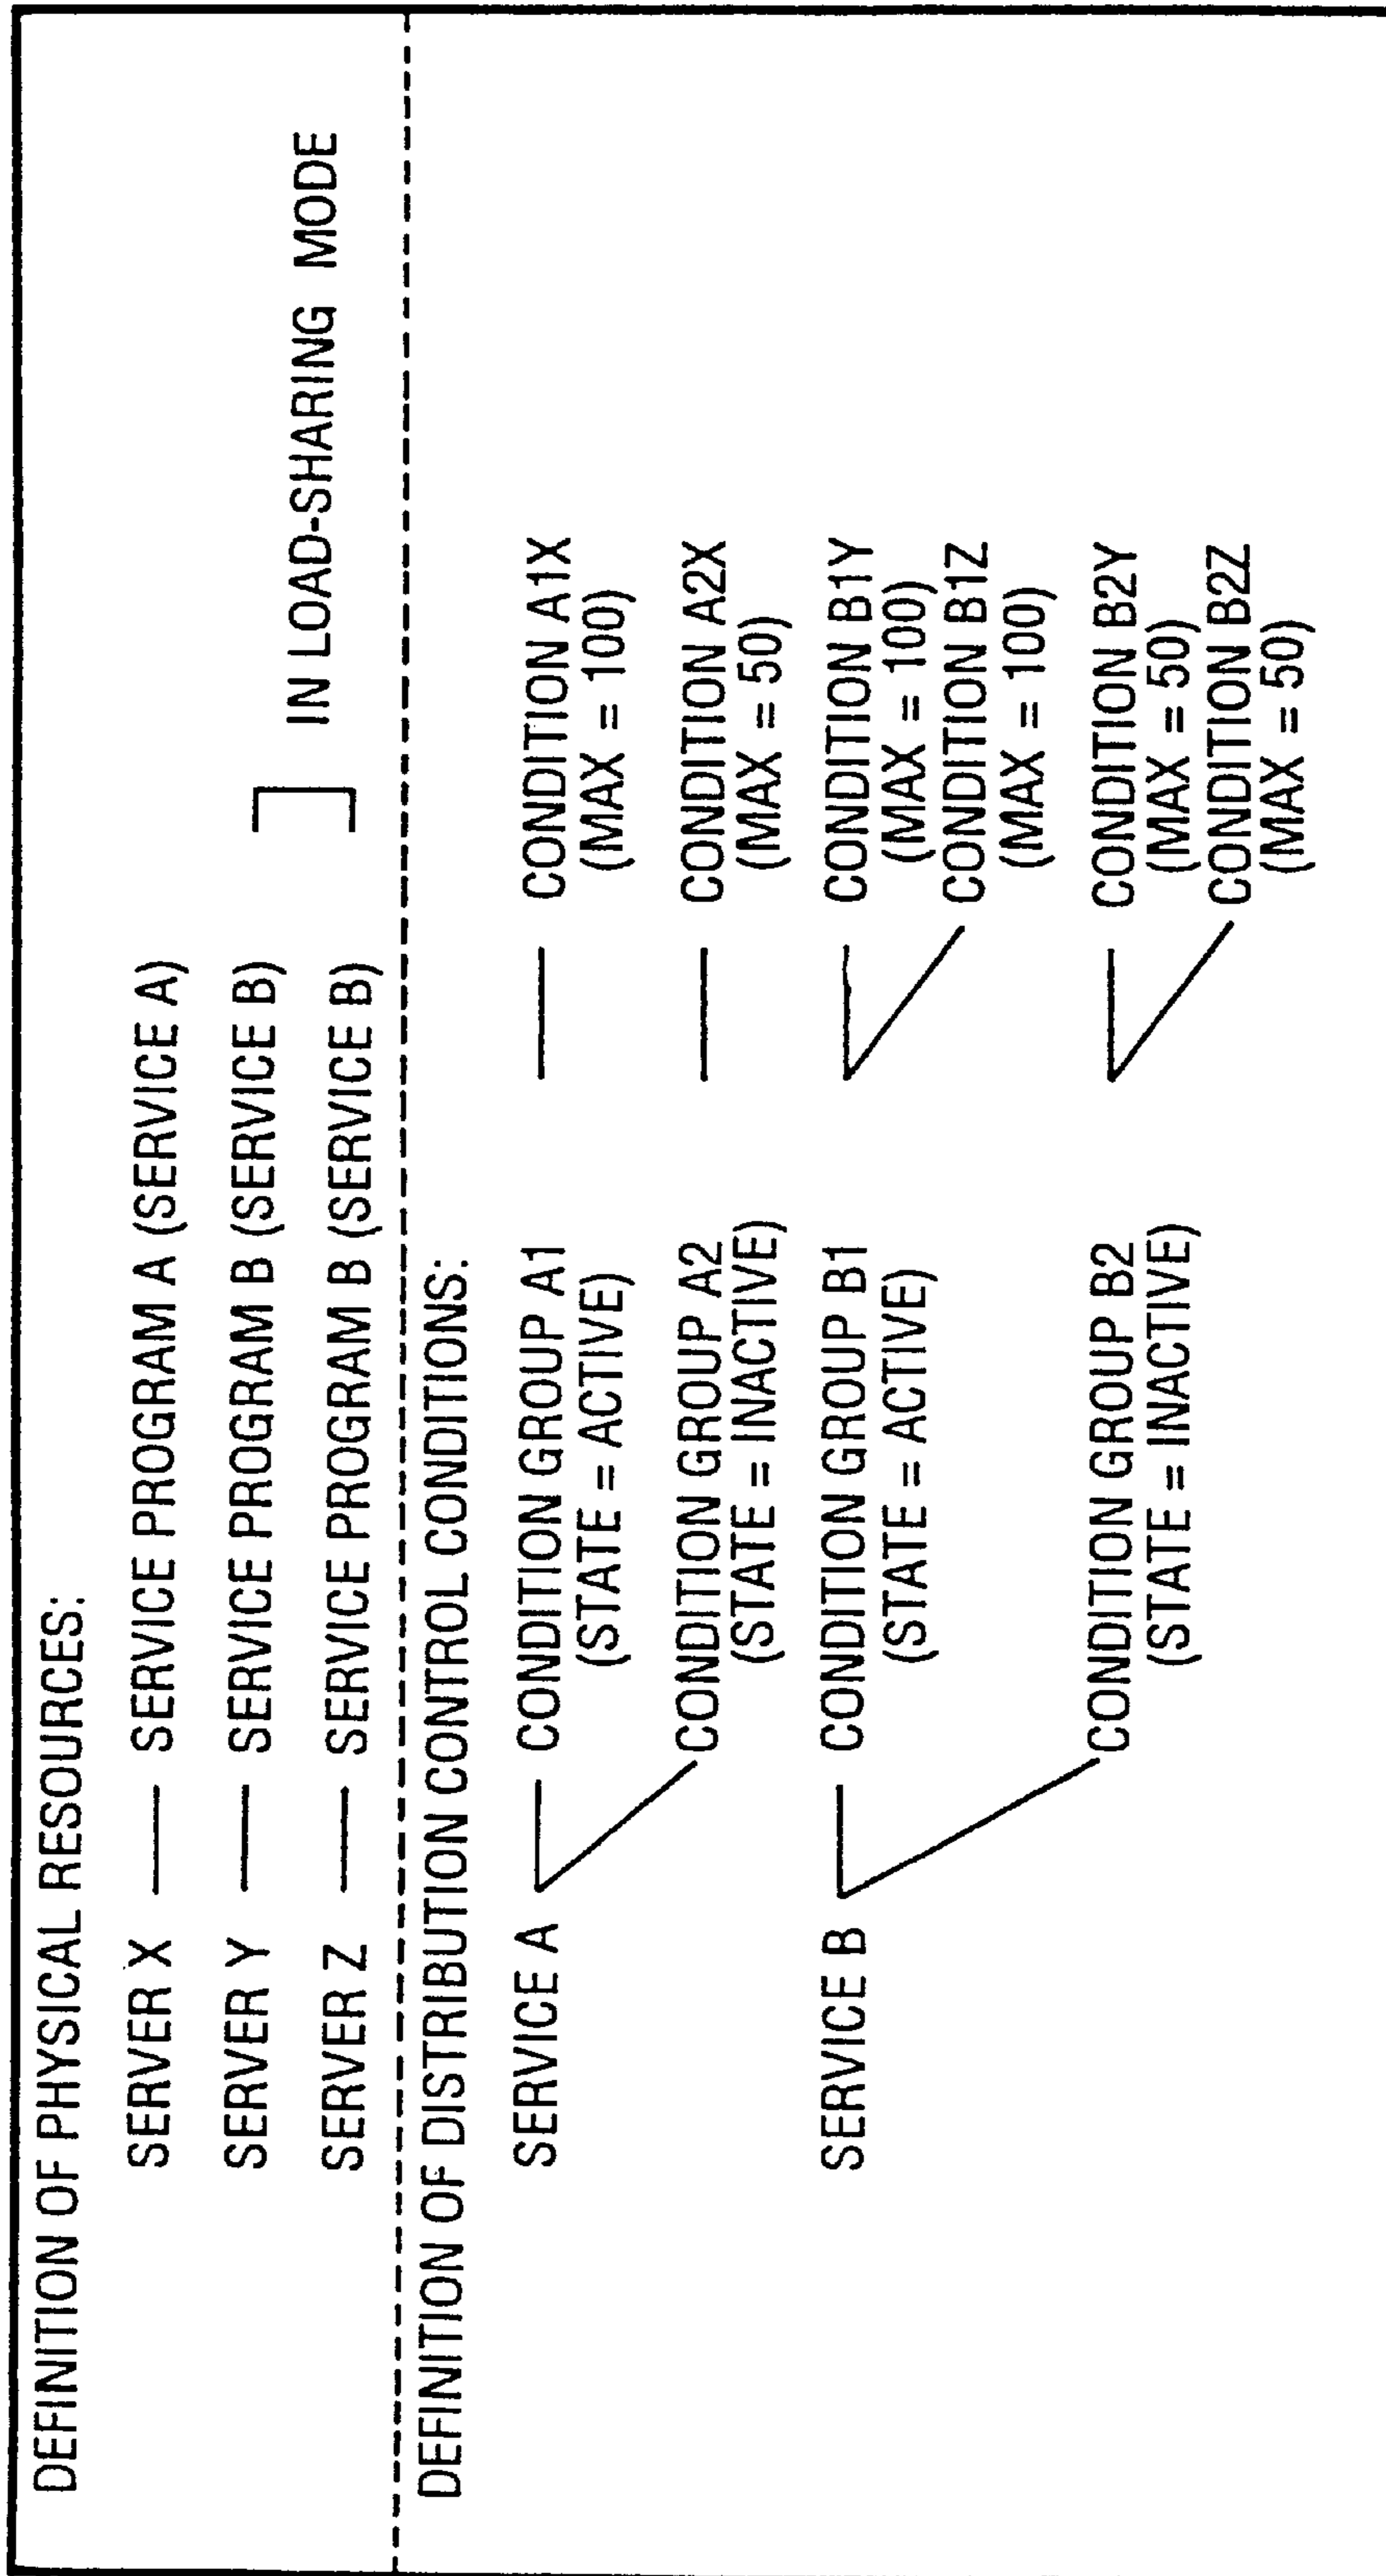 DEFINITION OF PHYSICAL RESOURCES:
SERVER X SERVICE PROGRAM A (SERVICE A)
SERVER Y SERVICE PROGRAM B (SERVICE B)
SERVER Z SERVICE PROGRAM B (SERVICE B)
IN LOAD-SHARING MODE
DEFINITION OF DISTRIBUTION CONTROL CONDITIONS:
SERVICE A CONDITION GROUP A1 CONDITION A1X
(STATE = ACTIVE) (MAX = 100)
CONDITION GROUP A2 CONDITION A2X
(STATE = INACTIVE) (MAX = 50)
SERVICE B CONDITION GROUP B1 CONDITION B1Y
(STATE = ACTIVE) (MAX = 100)
CONDITION B1Z
(MAX = 100)
CONDITION GROUP B2 CONDITION B2Y
(STATE = INACTIVE) (MAX = 50)
CONDITION B2Z
(MAX = 50)